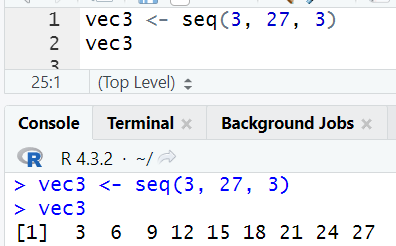 1 vec3 <- seq(3, 27, 3)
2 vec3
3
25:1 (Top Level)
Console Terminal × Background Jobs ×
R R 4.3.2 · ~/
> vec3 <- seq(3, 27, 3)
> vec3
[1]  3  6  9 12 15 18 21 24 27